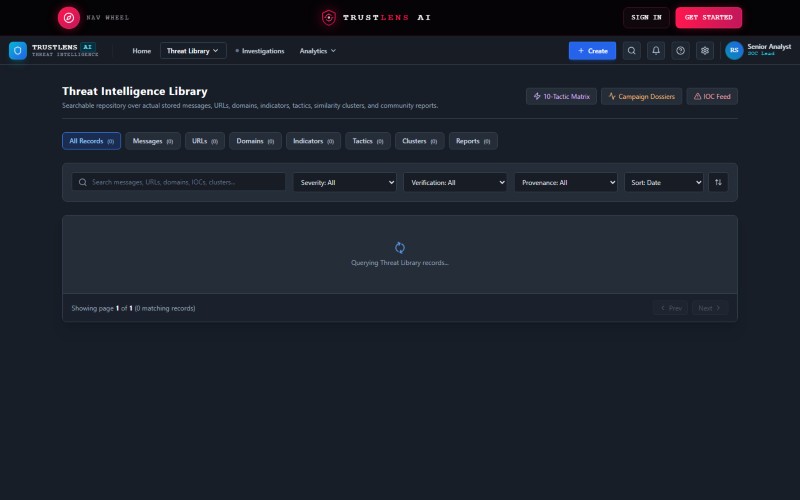 NAV WHEEL
TRUSTLENS AI
SIGN IN
GET STARTED
TRUSTLENS AI
THREAT INTELLIGENCE
Home
Threat Library
Investigations
Analytics
+ Create
RS
Senior Analyst
SOC Lead
Threat Intelligence Library
Searchable repository over actual stored messages, URLs, domains, indicators, tactics, similarity clusters, and community reports.
10-Tactic Matrix
Campaign Dossiers
IOC Feed
All Records (0)
Messages (0)
URLs (0)
Domains (0)
Indicators (0)
Tactics (0)
Clusters (0)
Reports (0)
Search messages, URLs, domains, IOCs, clusters...
Severity: All
Verification: All
Provenance: All
Sort: Date
Querying Threat Library records...
Showing page 1 of 1 (0 matching records)
Prev
Next